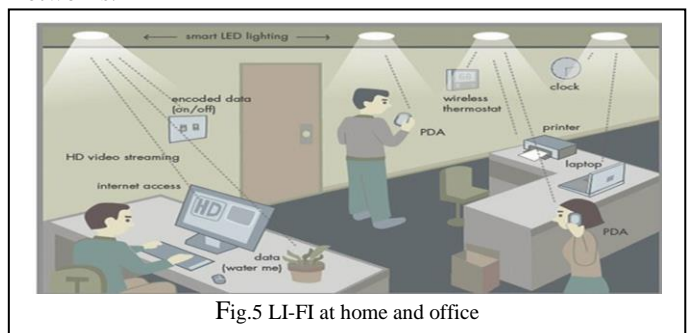 smart LED lighting
encoded data
(on/off)
HD video streaming
internet access
HD
data
(water me)
PDA
wireless
thermostat
68
clock
printer
laptop
PDA
Fig.5 LI-FI at home and office